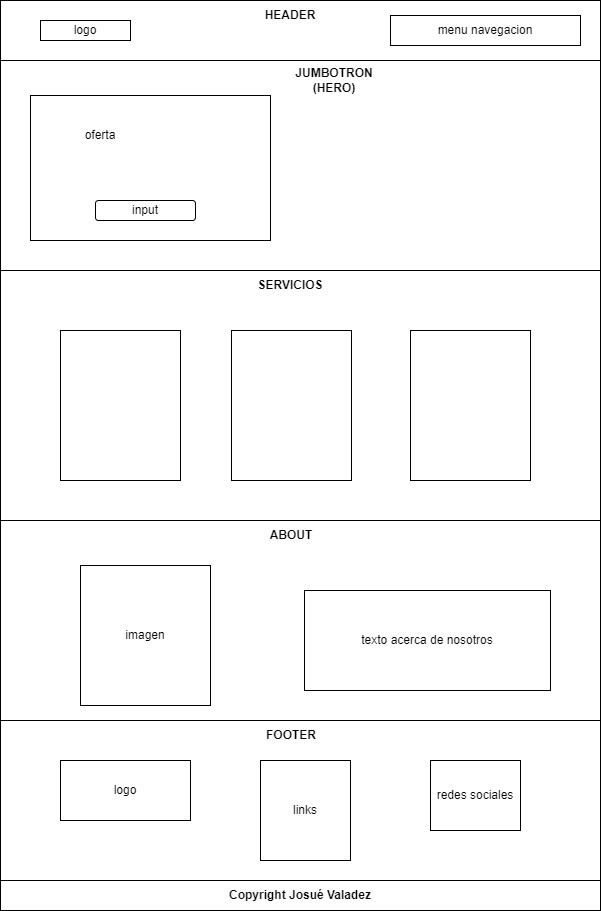 HEADER
logo
menu navegacion
JUMBOTRON
(HERO)
oferta
input
SERVICIOS
ABOUT
imagen
texto acerca de nosotros
FOOTER
logo
links
redes sociales
Copyright Josué Valadez